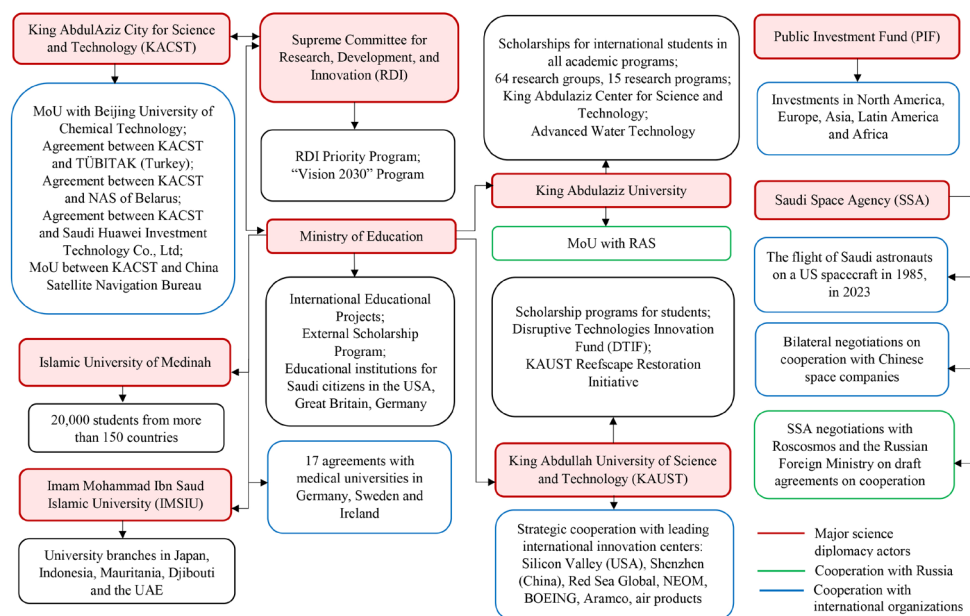 King AbdulAziz City for
Science and Technology (KACST)
MoU with Beijing University of
Chemical Technology;
Agreement between KACST
and TÜBITAK (Turkey);
Agreement between KACST
and NAS of Belarus;
Agreement between KACST
and Saudi Huawei Investment
Technology Co., Ltd;
MoU between KACST and China
Satellite Navigation Bureau
Islamic University of Medinah
20,000 students from more
than 150 countries
Imam Mohammad Ibn Saud
Islamic University (IMSIU)
University branches in Japan,
Indonesia, Mauritania, Djibouti
and the UAE
Supreme Committee for
Research, Development, and
Innovation (RDI)
RDI Priority Program;
“Vision 2030” Program
Ministry of Education
International Educational
Projects;
External Scholarship
Program;
Educational institutions for
Saudi citizens in the USA,
Great Britain, Germany
17 agreements with
medical universities in
Germany, Sweden and
Ireland
Scholarships for international students in
all academic programs;
64 research groups, 15 research programs;
King Abdulaziz Center for Science and
Technology;
Advanced Water Technology
King Abdulaziz University
MoU with RAS
Scholarship programs for students;
Disruptive Technologies Innovation
Fund (DTIF);
KAUST Reefscape Restoration
Initiative
King Abdullah University of Science
and Technology (KAUST)
Strategic cooperation with leading
international innovation centers:
Silicon Valley (USA), Shenzhen
(China), Red Sea Global, NEOM,
BOEING, Aramco, air products
Public Investment Fund (PIF)
Investments in North America,
Europe, Asia, Latin America
and Africa
Saudi Space Agency (SSA)
The flight of Saudi astronauts
on a US spacecraft in 1985,
in 2023
Bilateral negotiations on
cooperation with Chinese
space companies
SSA negotiations with
Roscosmos and the Russian
Foreign Ministry on draft
agreements on cooperation
Major science
diplomacy actors
Cooperation with Russia
Cooperation with
international organizations